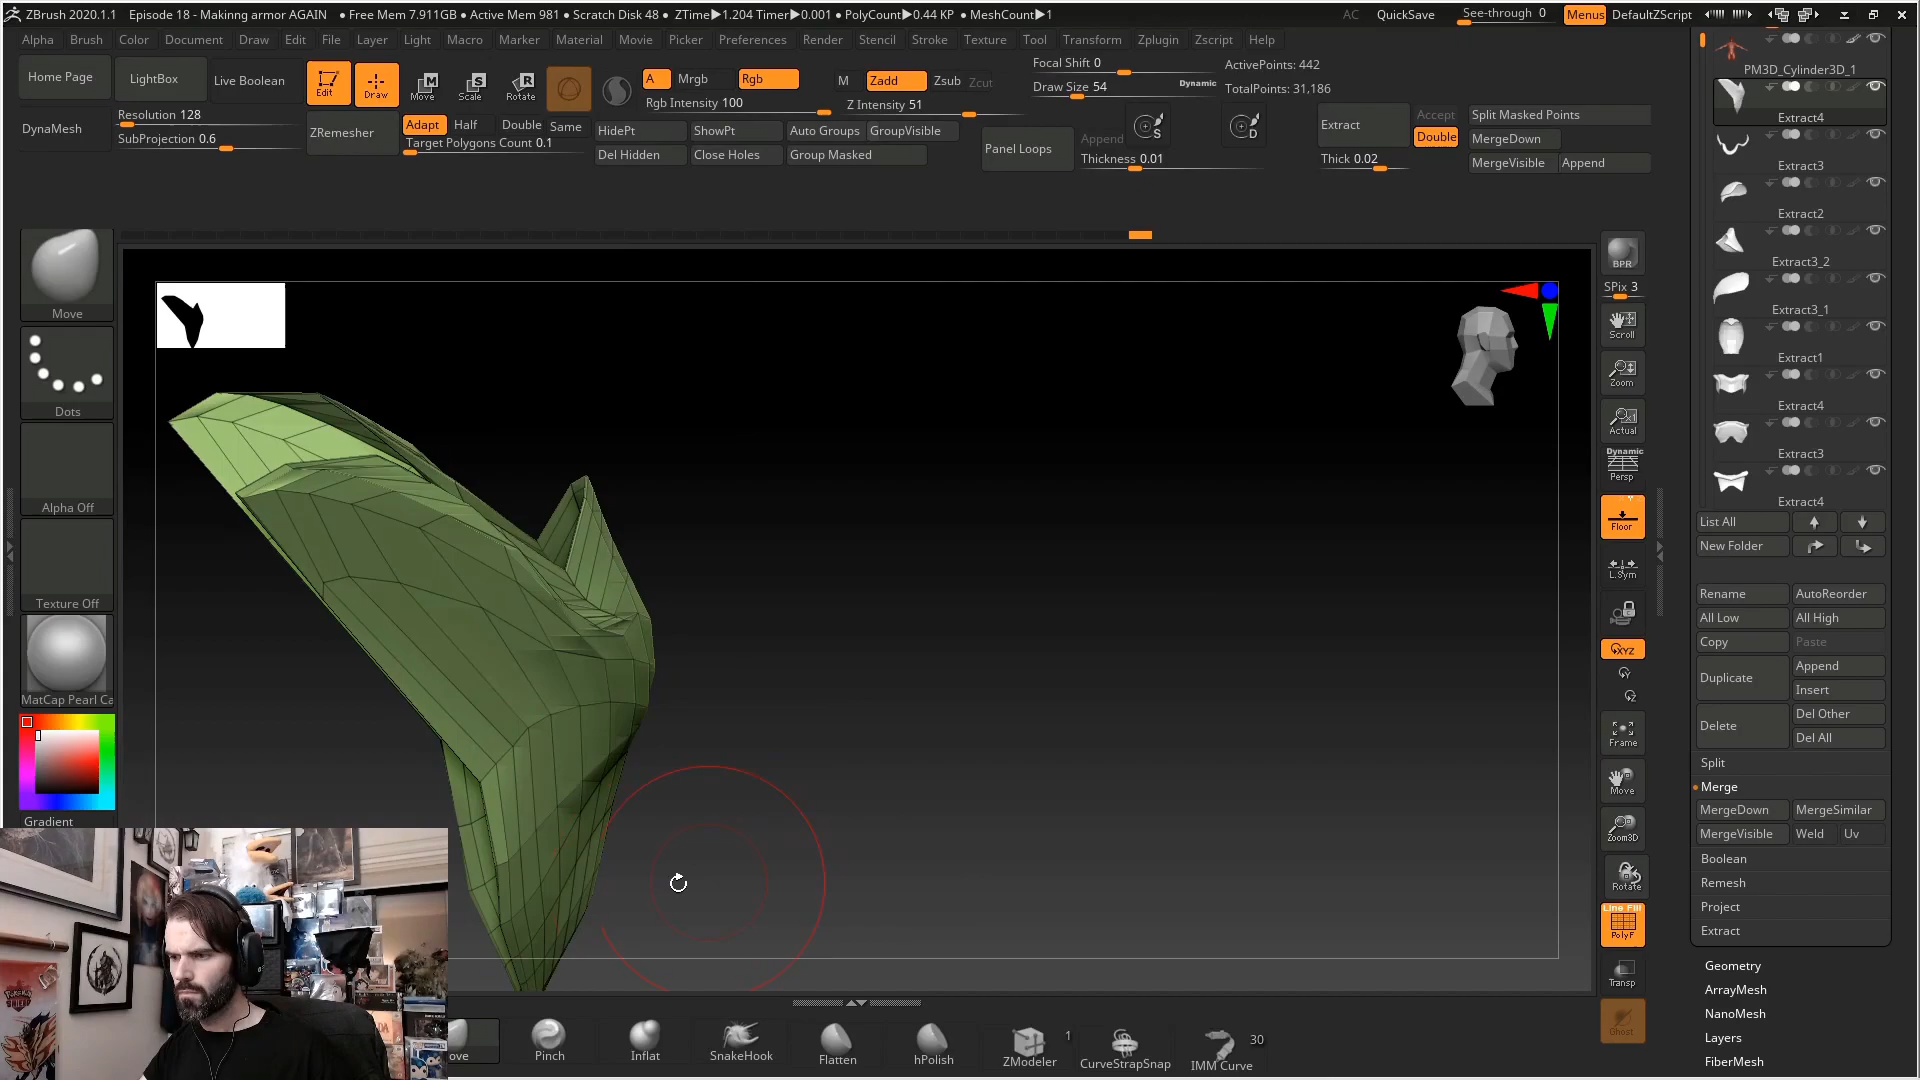 ZBrush 2020.1.1 Episode 18 - Makinng armor AGAIN • Free Mem 7.911GB • Active Mem 981 • Scratch Disk 48 • ZTime▶1.204 Timer▶0.001 • PolyCount▶0.44 KP • MeshCount▶1 AC QuickSave See-through 0 Menus DefaultZScript
Alpha Brush Color Document Draw Edit File Layer Light Macro Marker Material Movie Picker Preferences Render Stencil Stroke Texture Tool Transform Zplugin Zscript Help
Home Page LightBox Live Boolean Edit Draw Move Scale Rotate A Mrgb Rgb M Zadd Zsub Zcut
Rgb Intensity 100 Z Intensity 51
Focal Shift 0
Draw Size 54 Dynamic
ActivePoints: 442
TotalPoints: 31,186
DynaMesh Resolution 128
SubProjection 0.6
ZRemesher Adapt Half Double Same
Target Polygons Count 0.1
HidePt ShowPt Auto Groups GroupVisible
Del Hidden Close Holes Group Masked
Panel Loops Append S D
Thickness 0.01
Extract Accept
Double
Thick 0.02
Split Masked Points
MergeDown
MergeVisible Append
Move
Dots
Alpha Off
Texture Off
MatCap Pearl Ca
Gradient
BPR
SPix 3
Scroll
Zoom
Actual
Dynamic
Persp
Floor
L.Sym
XYZ
Y
Z
Frame
Move
Zoom3D
Rotate
Line Fill
PolyF
Transp
Ghost
PM3D_Cylinder3D_1
Extract4
Extract3
Extract2
Extract3_2
Extract3_1
Extract1
Extract4
Extract3
Extract4
List All
New Folder
Rename AutoReorder
All Low All High
Copy Paste
Duplicate Append
Insert
Delete Del Other
Del All
Split
Merge
MergeDown MergeSimilar
MergeVisible Weld Uv
Boolean
Remesh
Project
Extract
Geometry
ArrayMesh
NanoMesh
Layers
FiberMesh
ove Pinch Inflat SnakeHook Flatten hPolish ZModeler 1 CurveStrapSnap IMM Curve 30